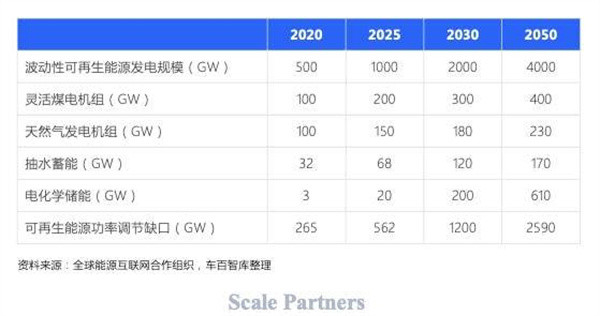 2020 2025 2030 2050
波动性可再生能源发电规模（GW） 500 1000 2000 4000
灵活煤电机组（GW） 100 200 300 400
天然气发电机组（GW） 100 150 180 230
抽水蓄能（GW） 32 68 120 170
电化学储能（GW） 3 20 200 610
可再生能源功率调节缺口（GW） 265 562 1200 2590
资料来源：全球能源互联网合作组织，车百智库整理
Scale Partners